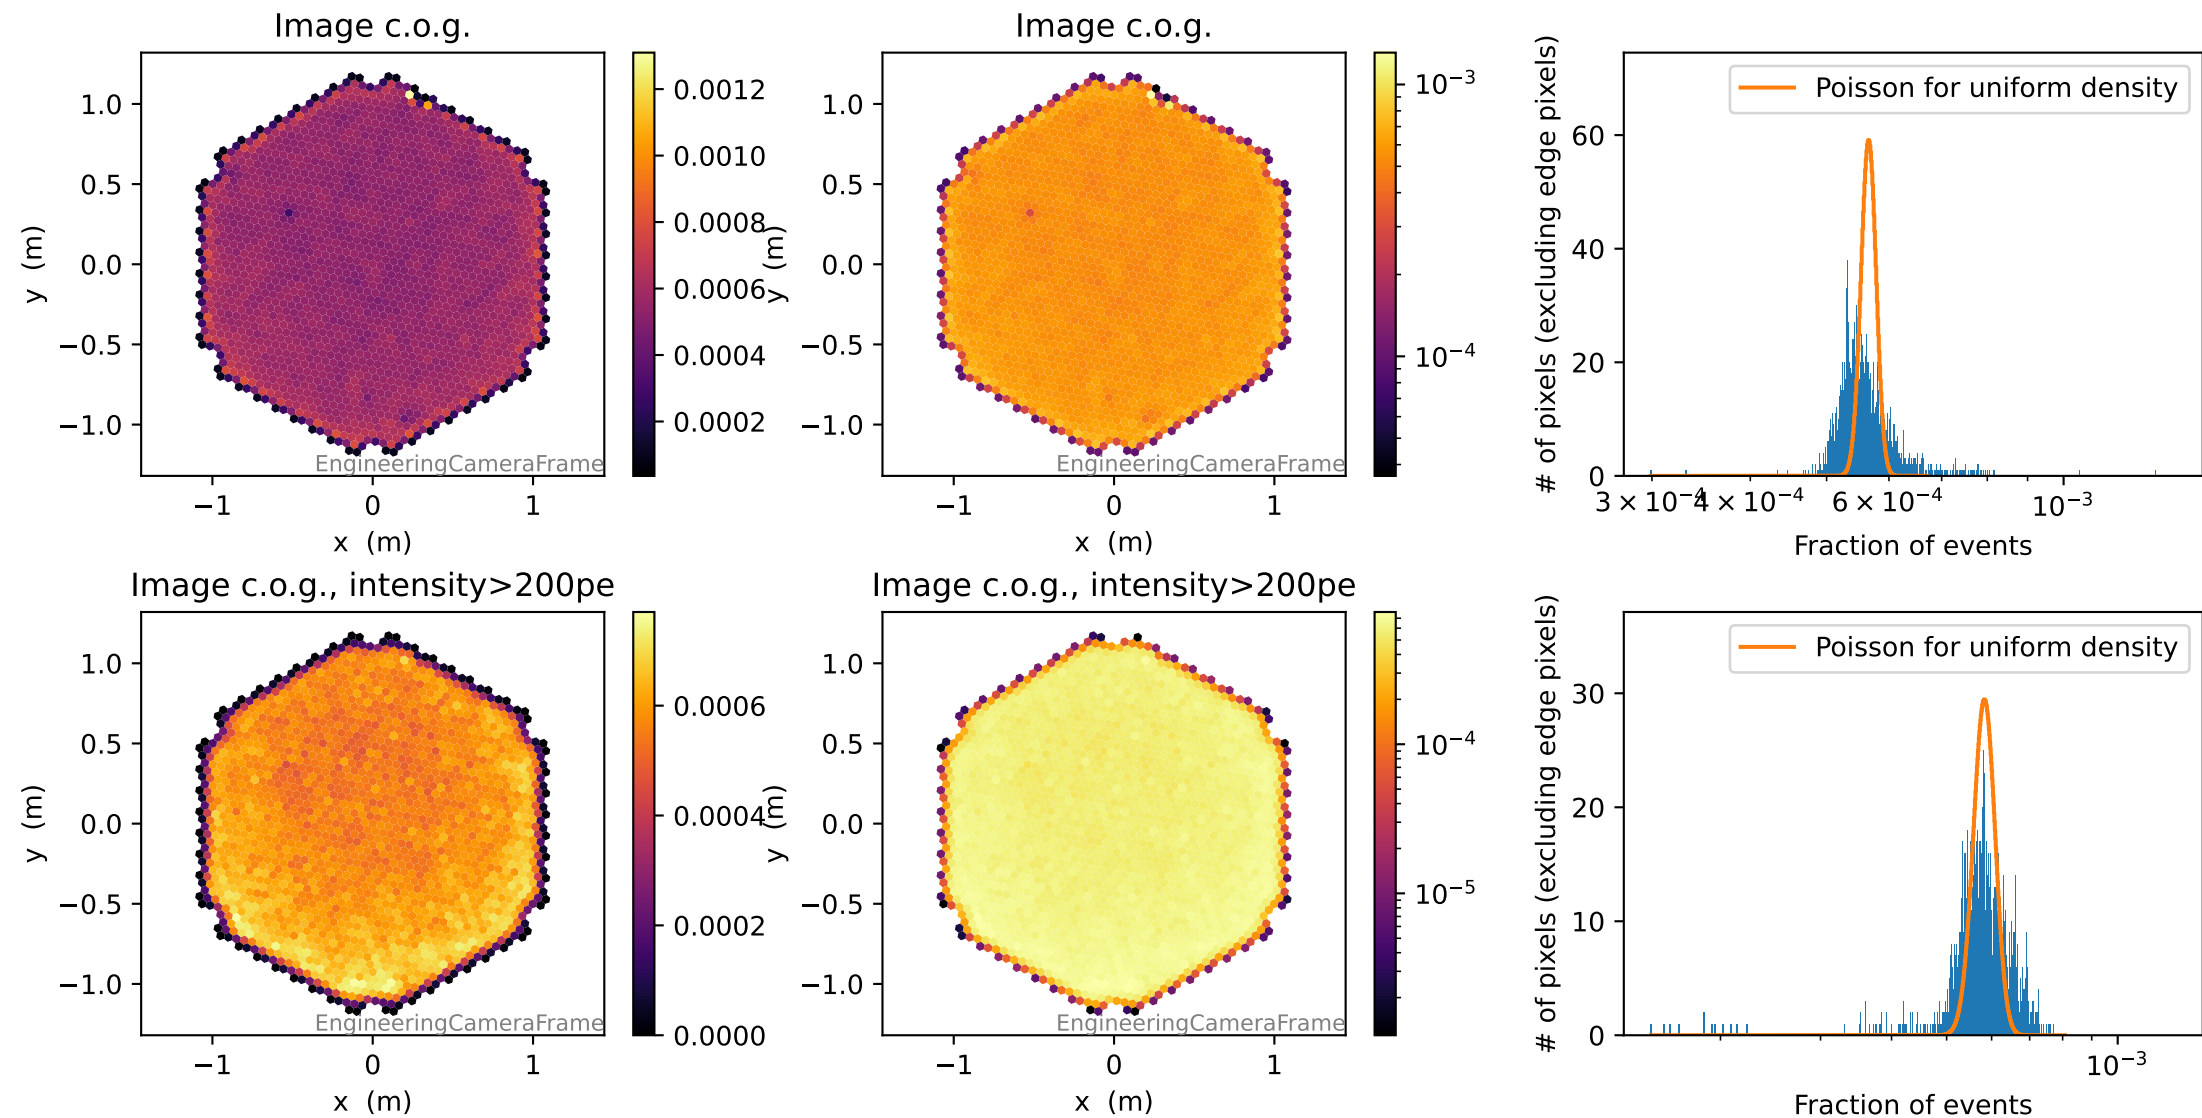 Image c.o.g.
1.0
0.5
0.0
−0.5
−1.0
y (m)
−1
0
1
x (m)
EngineeringCameraFrame
0.0012
0.0010
0.0008
0.0006
0.0004
0.0002
Image c.o.g.
1.0
0.5
0.0
−0.5
−1.0
y (m)
−1
0
1
x (m)
EngineeringCameraFrame
10⁻³
10⁻⁴
# of pixels (excluding edge pixels)
60
40
20
0
Poisson for uniform density
3 × 10⁻⁴
4 × 10⁻⁴
6 × 10⁻⁴
10⁻³
Fraction of events
Image c.o.g., intensity>200pe
1.0
0.5
0.0
−0.5
−1.0
y (m)
−1
0
1
x (m)
EngineeringCameraFrame
0.0006
0.0004
0.0002
0.0000
Image c.o.g., intensity>200pe
1.0
0.5
0.0
−0.5
−1.0
y (m)
−1
0
1
x (m)
EngineeringCameraFrame
10⁻⁴
10⁻⁵
# of pixels (excluding edge pixels)
30
20
10
0
Poisson for uniform density
10⁻³
Fraction of events